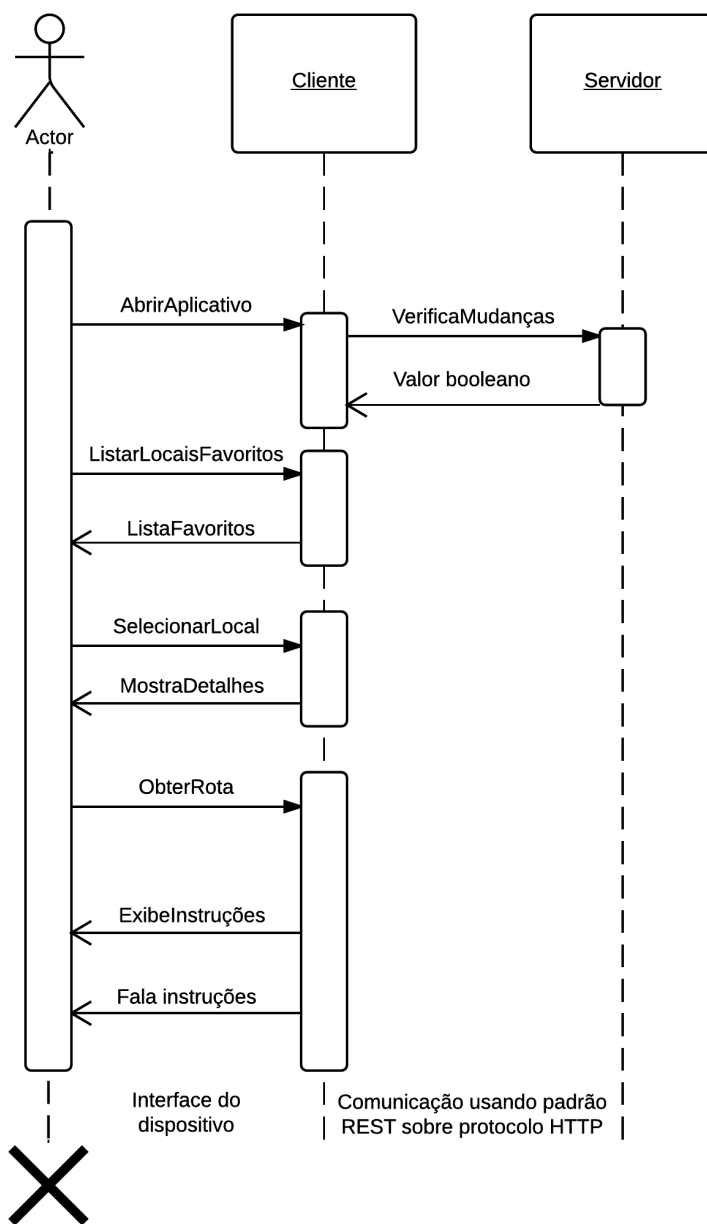 Actor
Cliente
Servidor
AbrirAplicativo
VerificaMudanças
Valor booleano
ListarLocaisFavoritos
ListaFavoritos
SelecionarLocal
MostraDetalhes
ObterRota
ExibeInstruções
Fala instruções
Interface do
dispositivo
Comunicação usando padrão
REST sobre protocolo HTTP